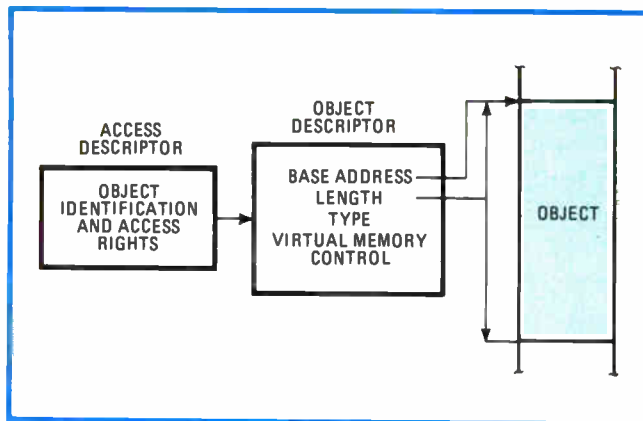 ACCESS
DESCRIPTOR
OBJECT
IDENTIFICATION
AND ACCESS
RIGHTS
OBJECT
DESCRIPTOR
BASE ADDRESS
LENGTH
TYPE
VIRTUAL MEMORY
CONTROL
OBJECT